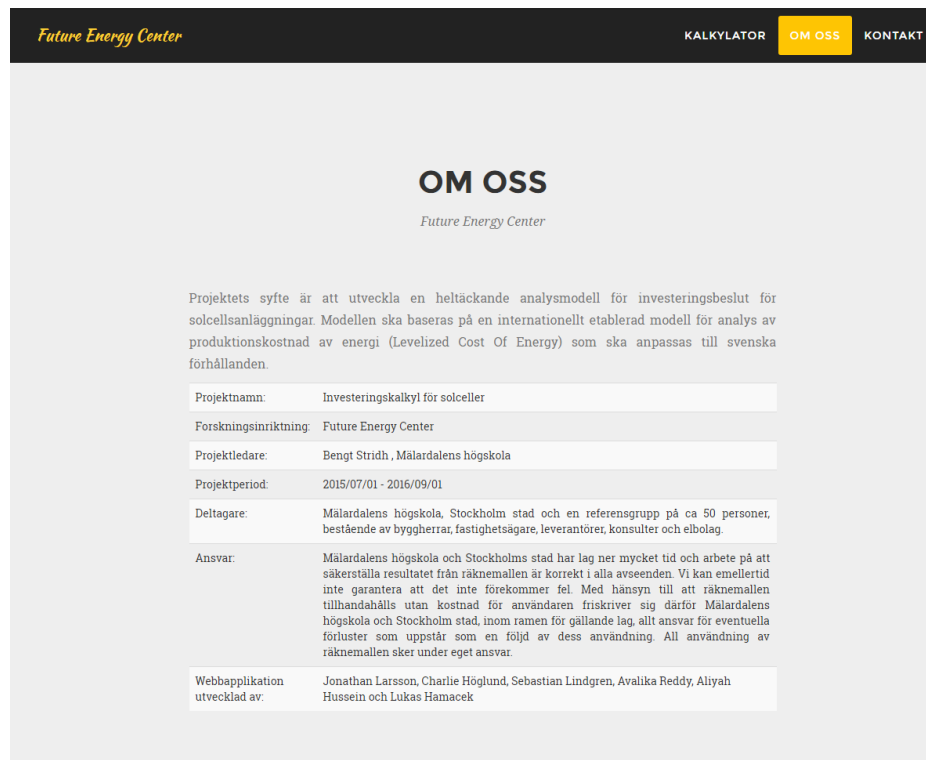 Future Energy Center
KALKYLATOR OM OSS KONTAKT
OM OSS
Future Energy Center
Projektets syfte är att utveckla en heltäckande analysmodell för investeringsbeslut för
solcellsanläggningar. Modellen ska baseras på en internationellt etablerad modell för analys av
produktionskostnad av energi (Levelized Cost Of Energy) som ska anpassas till svenska
förhållanden.
Projektnamn: Investeringskalkyl för solceller
Forskningsinriktning: Future Energy Center
Projektledare: Bengt Stridh , Mälardalens högskola
Projektperiod: 2015/07/01 - 2016/09/01
Deltagare: Mälardalens högskola, Stockholm stad och en referensgrupp på ca 50 personer,
bestående av byggherrar, fastighetsägare, leverantörer, konsulter och elbolag.
Ansvar: Mälardalens högskola och Stockholms stad har lag ner mycket tid och arbete på att
säkerställa resultatet från räknemallen är korrekt i alla avseenden. Vi kan emellertid
inte garantera att det inte förekommer fel. Med hänsyn till att räknemallen
tillhandahålls utan kostnad för användaren friskriver sig därför Mälardalens
högskola och Stockholm stad, inom ramen för gällande lag, allt ansvar för eventuella
förluster som uppstår som en följd av dess användning. All användning av
räknemallen sker under eget ansvar.
Webbapplikation
utvecklad av:
Jonathan Larsson, Charlie Höglund, Sebastian Lindgren, Avalika Reddy, Aliyah
Hussein och Lukas Hamacek